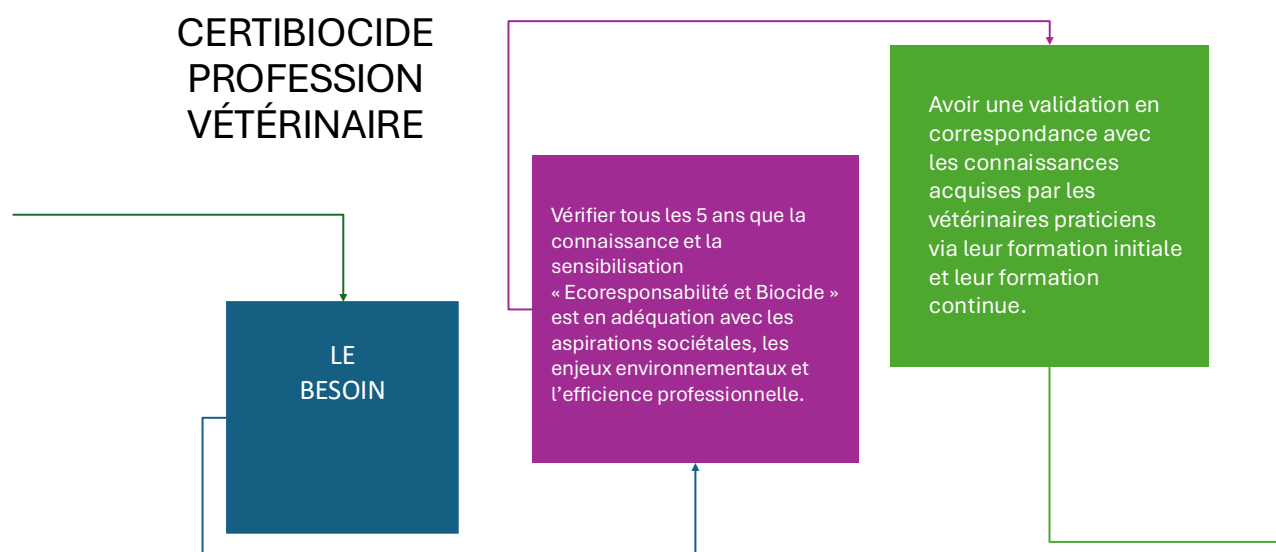 CERTIBIOCIDE
PROFESSION
VÉTÉRINAIRE
LE
BESOIN
Vérifier tous les 5 ans que la
connaissance et la
sensibilisation
« Ecoresponsabilité et Biocide »
est en adéquation avec les
aspirations sociétales, les
enjeux environnementaux et
l’efficience professionnelle.
Avoir une validation en
correspondance avec
les connaissances
acquises par les
vétérinaires praticiens
via leur formation initiale
et leur formation
continue.